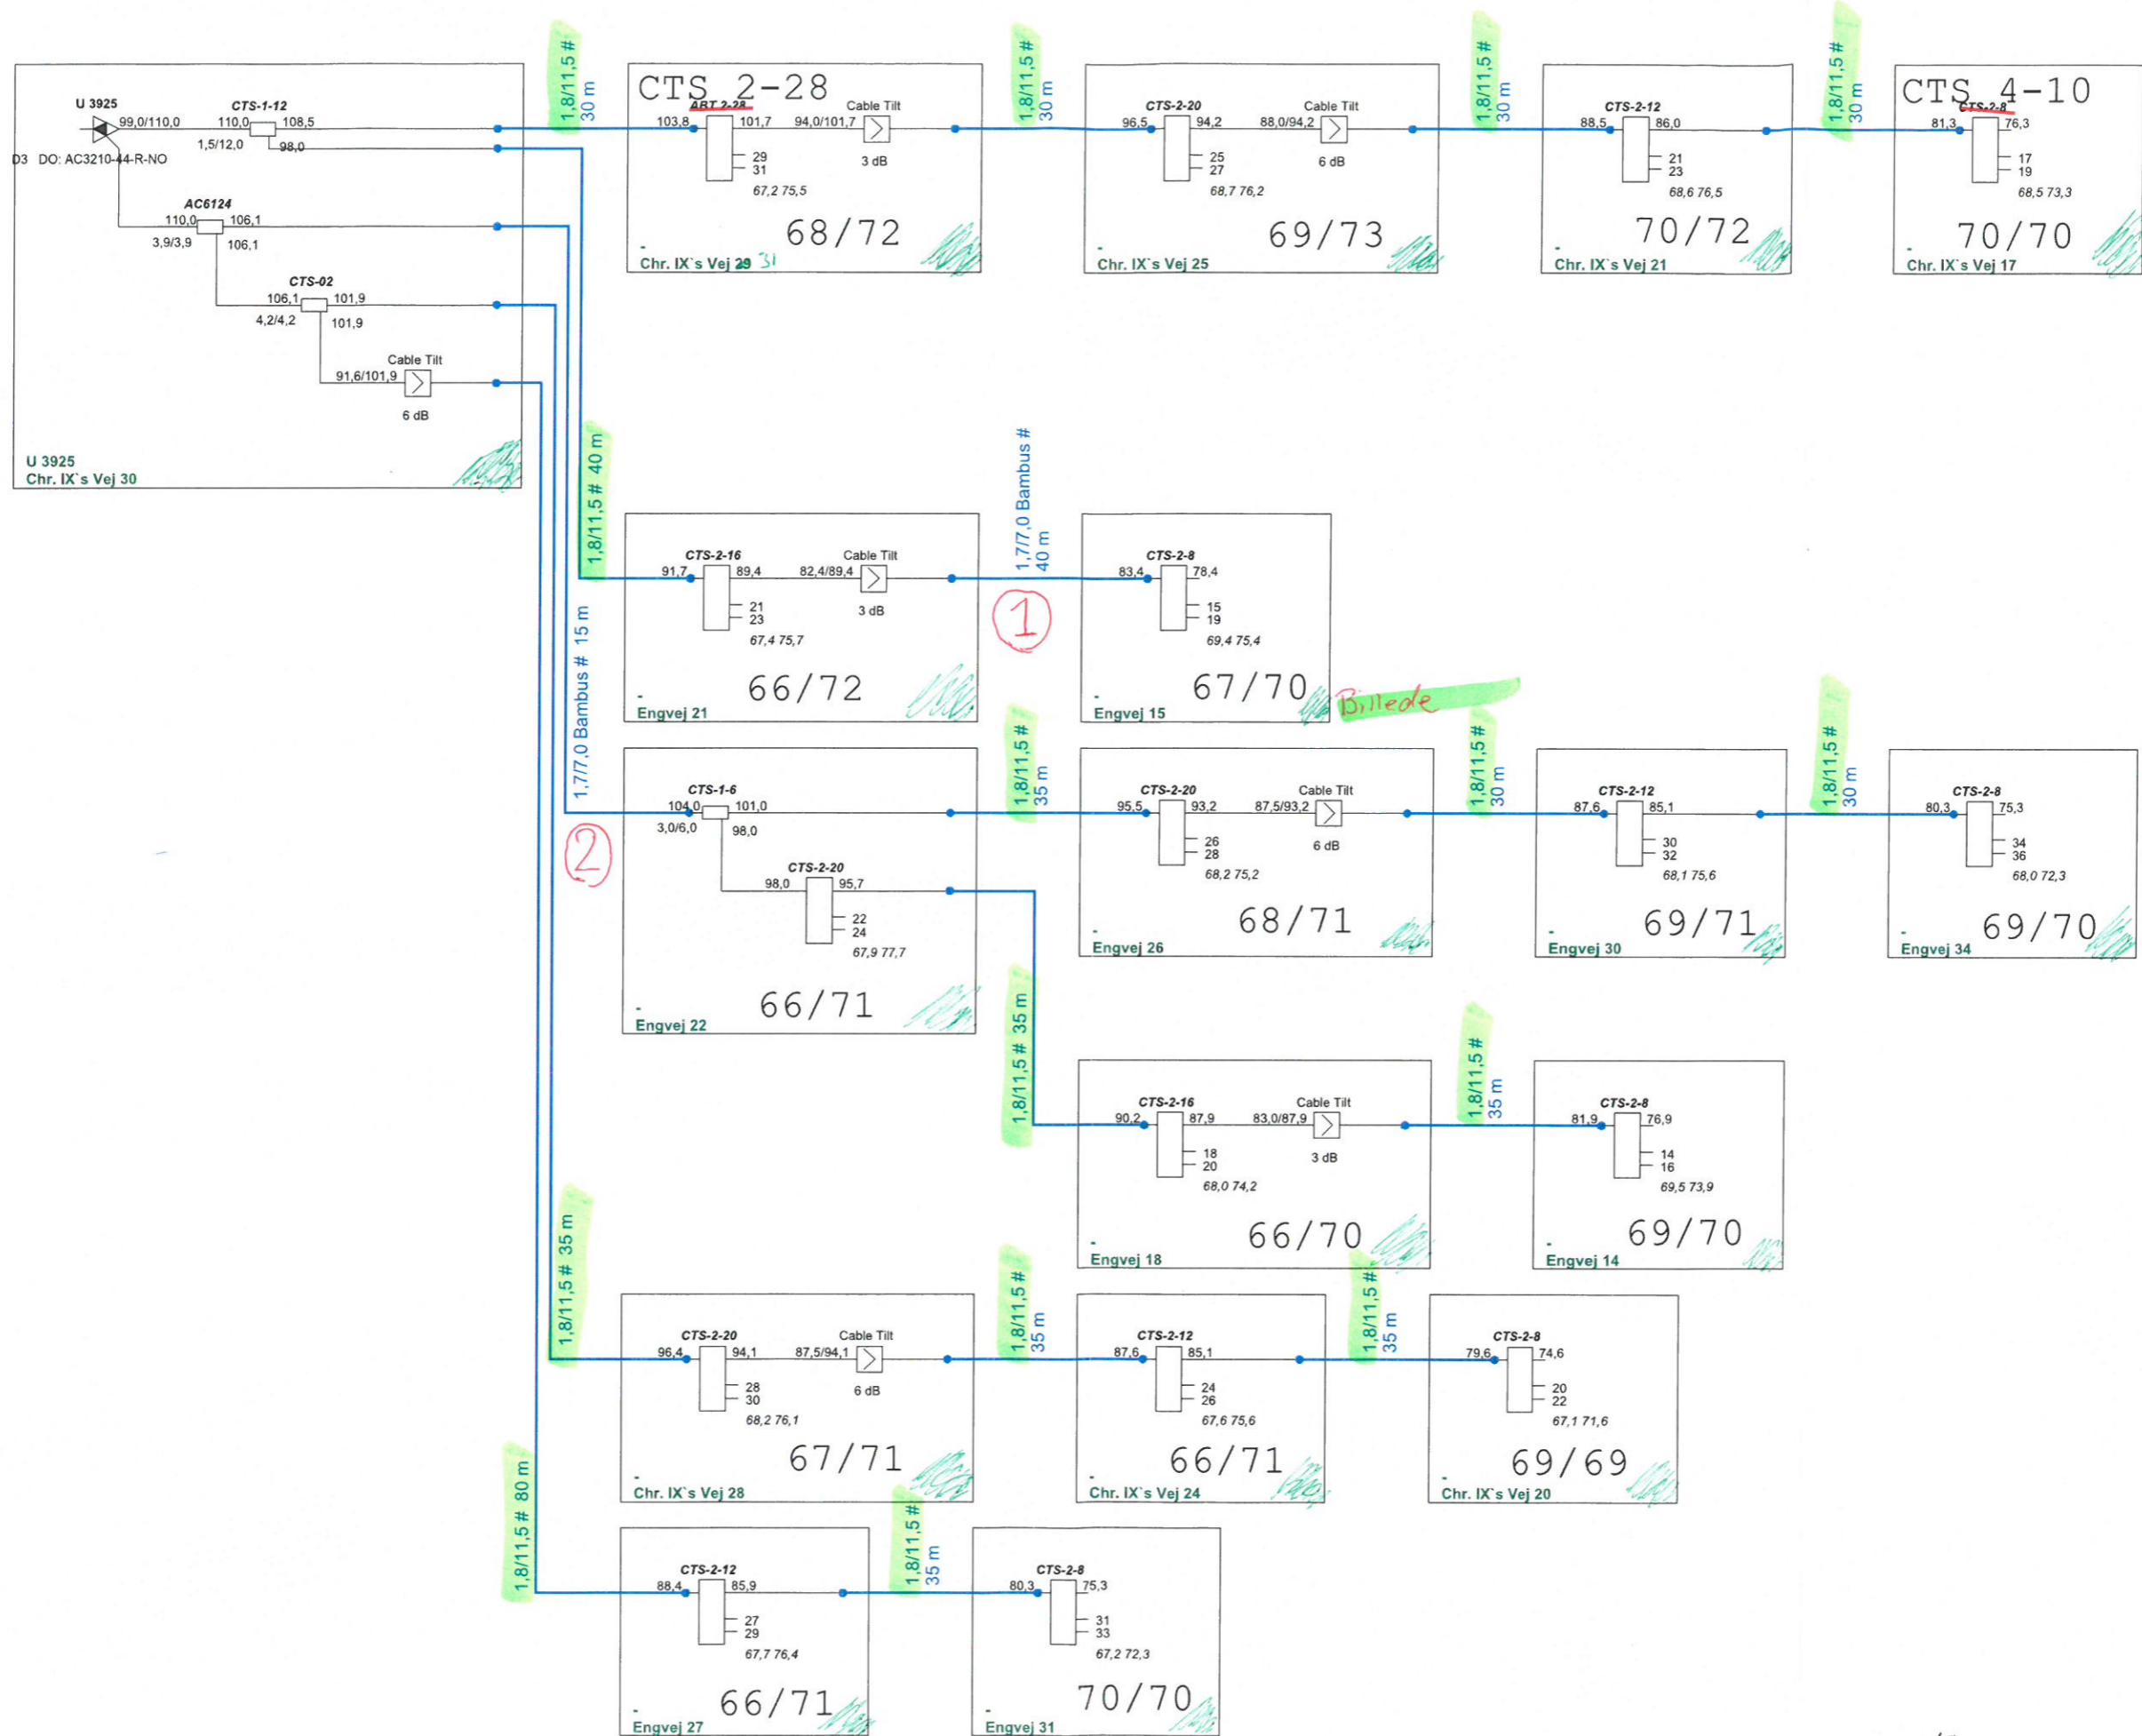 1,8/11,5 #
30 m
1,8/11,5 #
30 m
1,8/11,5 #
30 m
1,8/11,5 #
30 m
U 3925
99,0/110,0
D3 DO: AC3210-44-R-NO
CTS-1-12
110,0 108,5
1,5/12,0 98,0
AC6124
110,0 106,1
3,9/3,9 106,1
CTS-02
106,1 101,9
4,2/4,2 101,9
Cable Tilt
91,6/101,9
6 dB
U 3925
Chr. IX`s Vej 30
CTS 2-28
ABT 2-28 Cable Tilt
103,8 101,7 94,0/101,7
29
31
3 dB
67,2 75,5
68/72
-
Chr. IX`s Vej 29 31
CTS-2-20 Cable Tilt
96,5 94,2 88,0/94,2
25
27
6 dB
68,7 76,2
69/73
-
Chr. IX`s Vej 25
CTS-2-12
88,5 86,0
21
23
68,6 76,5
70/72
-
Chr. IX`s Vej 21
CTS 4-10
CTS-2-8
81,3 76,3
17
19
68,5 73,3
70/70
-
Chr. IX`s Vej 17
1,8/11,5 # 40 m
CTS-2-16 Cable Tilt
91,7 89,4 82,4/89,4
21
23
3 dB
67,4 75,7
66/72
-
Engvej 21
1,7/7,0 Bambus #
40 m
1
CTS-2-8
83,4 78,4
15
19
69,4 75,4
67/70
-
Engvej 15
Billede
1,7/7,0 Bambus # 15 m
2
CTS-1-6
104,0 101,0
3,0/6,0 98,0
CTS-2-20
98,0 95,7
22
24
67,9 77,7
66/71
-
Engvej 22
1,8/11,5 #
35 m
CTS-2-20 Cable Tilt
95,5 93,2 87,5/93,2
26
28
6 dB
68,2 75,2
68/71
-
Engvej 26
1,8/11,5 #
30 m
CTS-2-12
87,6 85,1
30
32
68,1 75,6
69/71
-
Engvej 30
1,8/11,5 #
30 m
CTS-2-8
80,3 75,3
34
36
68,0 72,3
69/70
-
Engvej 34
1,8/11,5 # 35 m
CTS-2-16 Cable Tilt
90,2 87,9 83,0/87,9
18
20
3 dB
68,0 74,2
66/70
-
Engvej 18
1,8/11,5 #
35 m
CTS-2-8
81,9 76,9
14
16
69,5 73,9
69/70
-
Engvej 14
1,8/11,5 # 35 m
CTS-2-20 Cable Tilt
96,4 94,1 87,5/94,1
28
30
6 dB
68,2 76,1
67/71
-
Chr. IX`s Vej 28
1,8/11,5 #
35 m
CTS-2-12
87,6 85,1
24
26
67,6 75,6
66/71
-
Chr. IX`s Vej 24
1,8/11,5 #
35 m
CTS-2-8
79,6 74,6
20
22
67,1 71,6
69/69
-
Chr. IX`s Vej 20
1,8/11,5 # 80 m
CTS-2-12
88,4 85,9
27
29
67,7 76,4
66/71
-
Engvej 27
1,8/11,5 #
35 m
CTS-2-8
80,3 75,3
31
33
67,2 72,3
70/70
-
Engvej 31